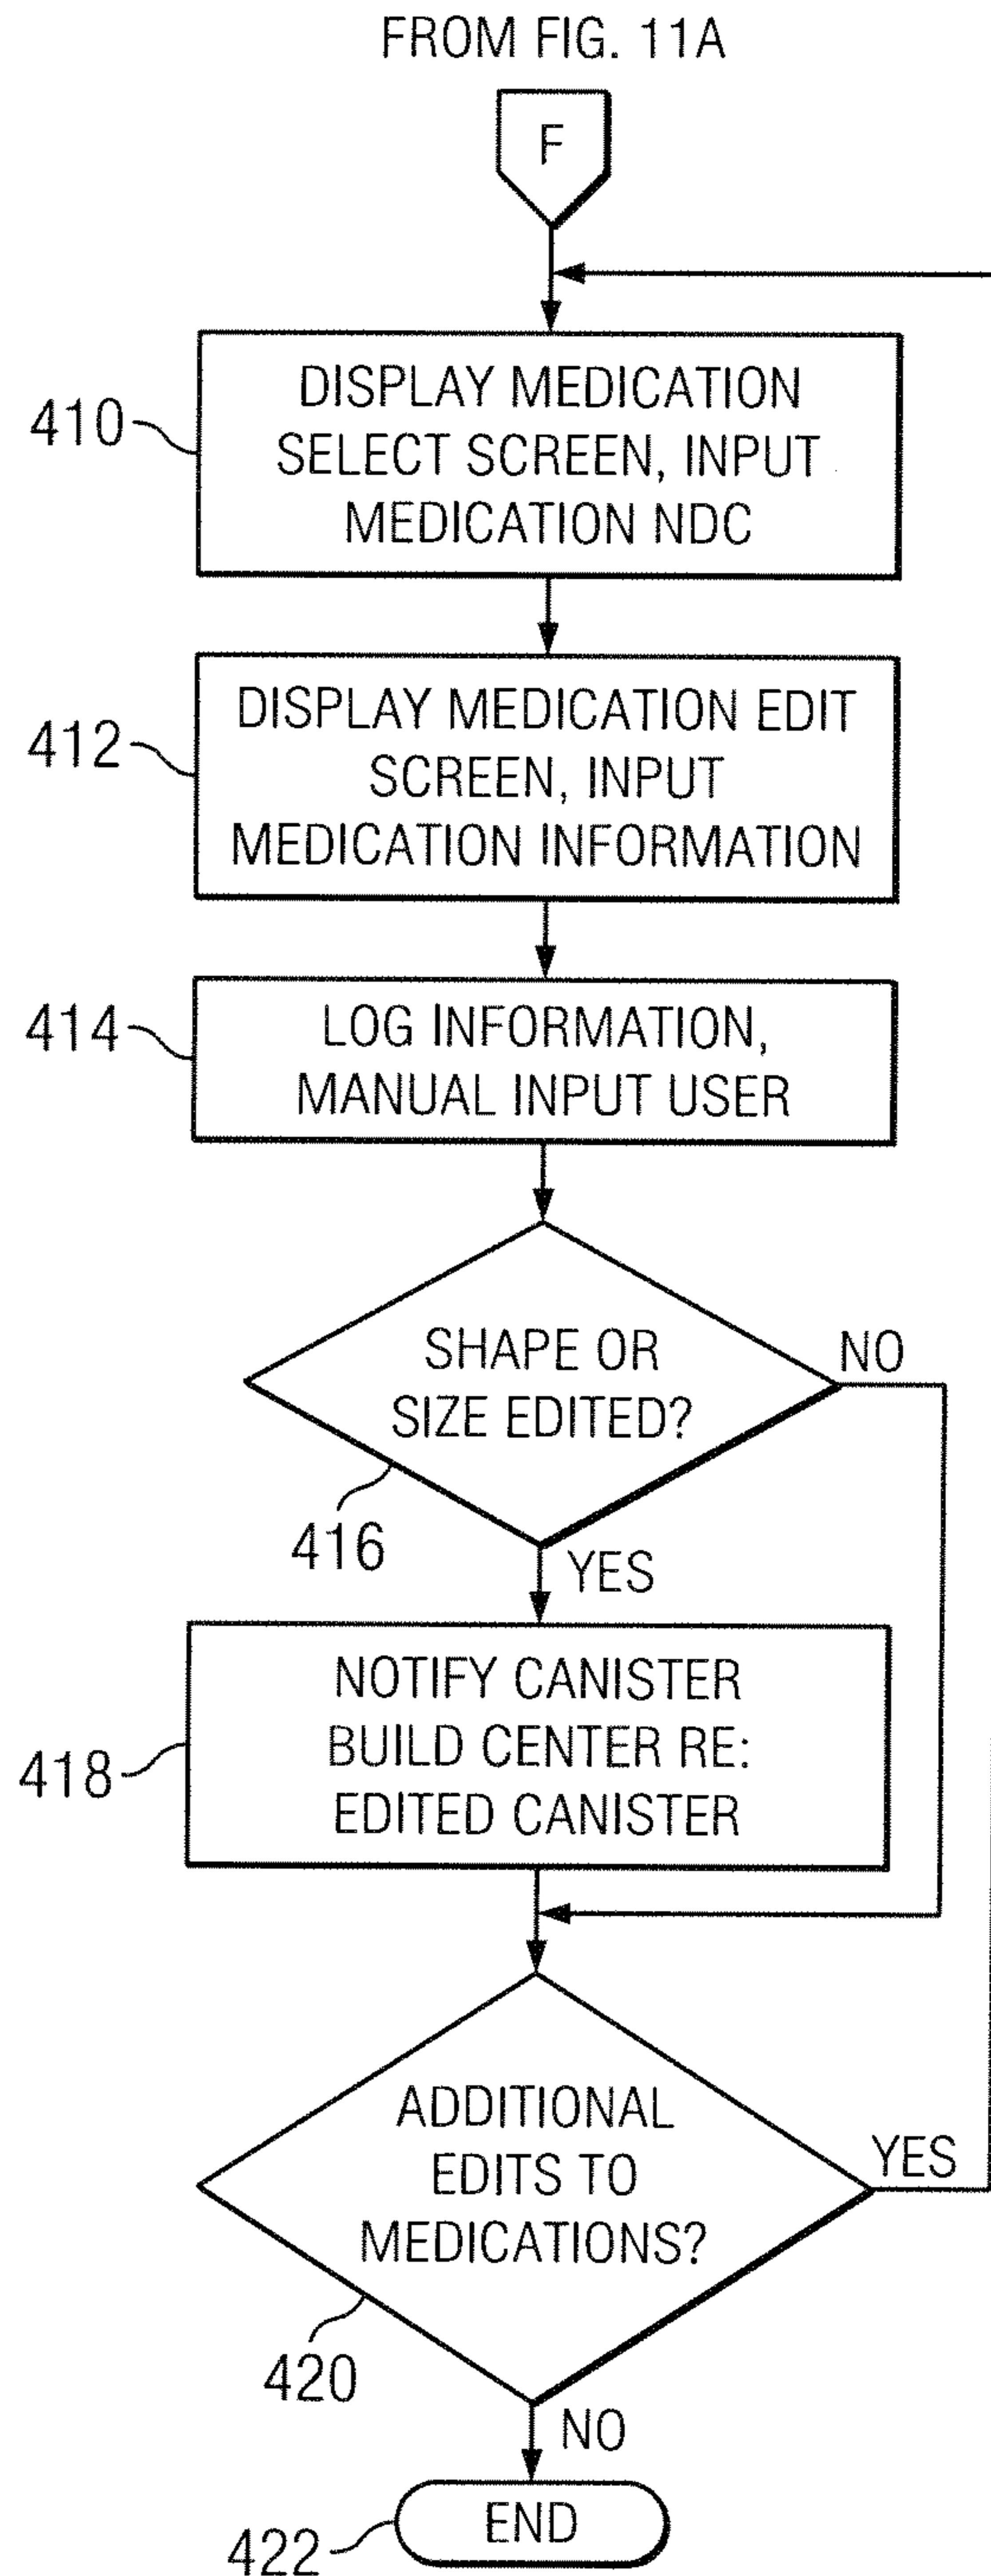 FROM FIG. 11A
F
410
DISPLAY MEDICATION
SELECT SCREEN, INPUT
MEDICATION NDC
412
DISPLAY MEDICATION EDIT
SCREEN, INPUT
MEDICATION INFORMATION
414
LOG INFORMATION,
MANUAL INPUT USER
SHAPE OR
SIZE EDITED?
NO
416
YES
418
NOTIFY CANISTER
BUILD CENTER RE:
EDITED CANISTER
ADDITIONAL
EDITS TO
MEDICATIONS?
YES
420
NO
422
END